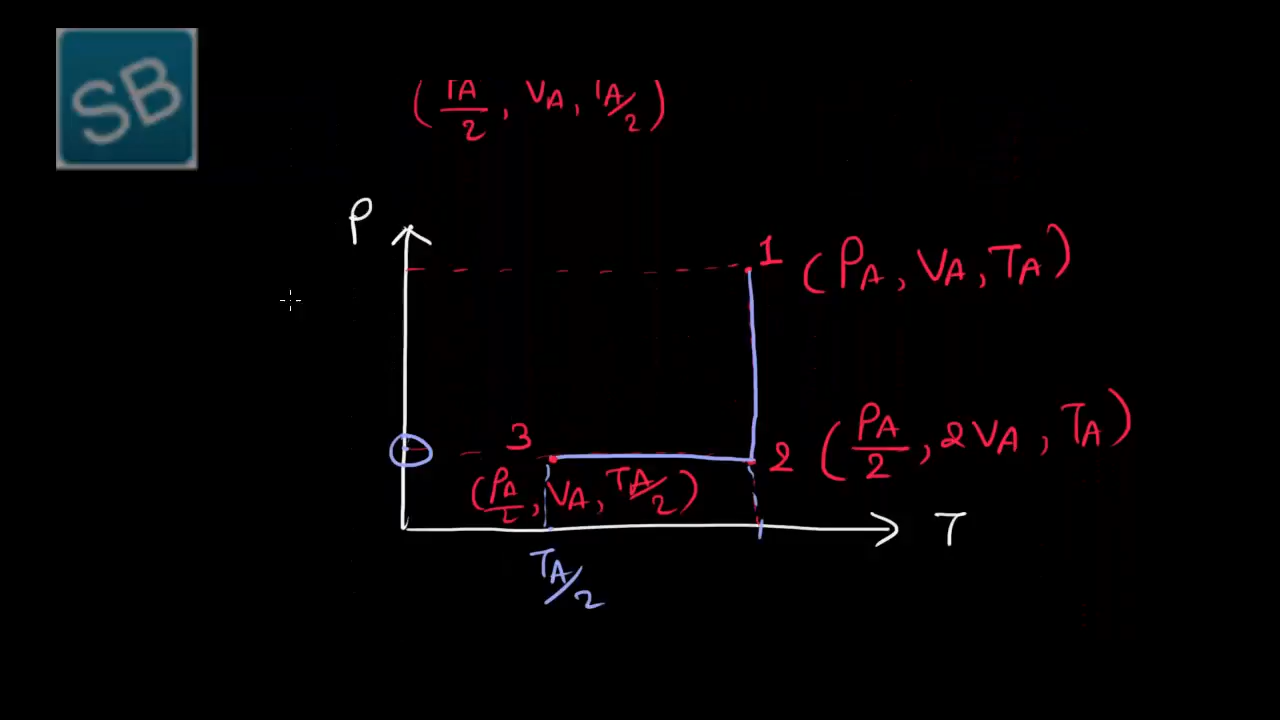 SB
(TA/2, VA, TA/2)
P
1 (PA, VA, TA)
3
2 (PA/2, 2VA, TA)
(PA/2, VA, TA/2)
T
TA/2